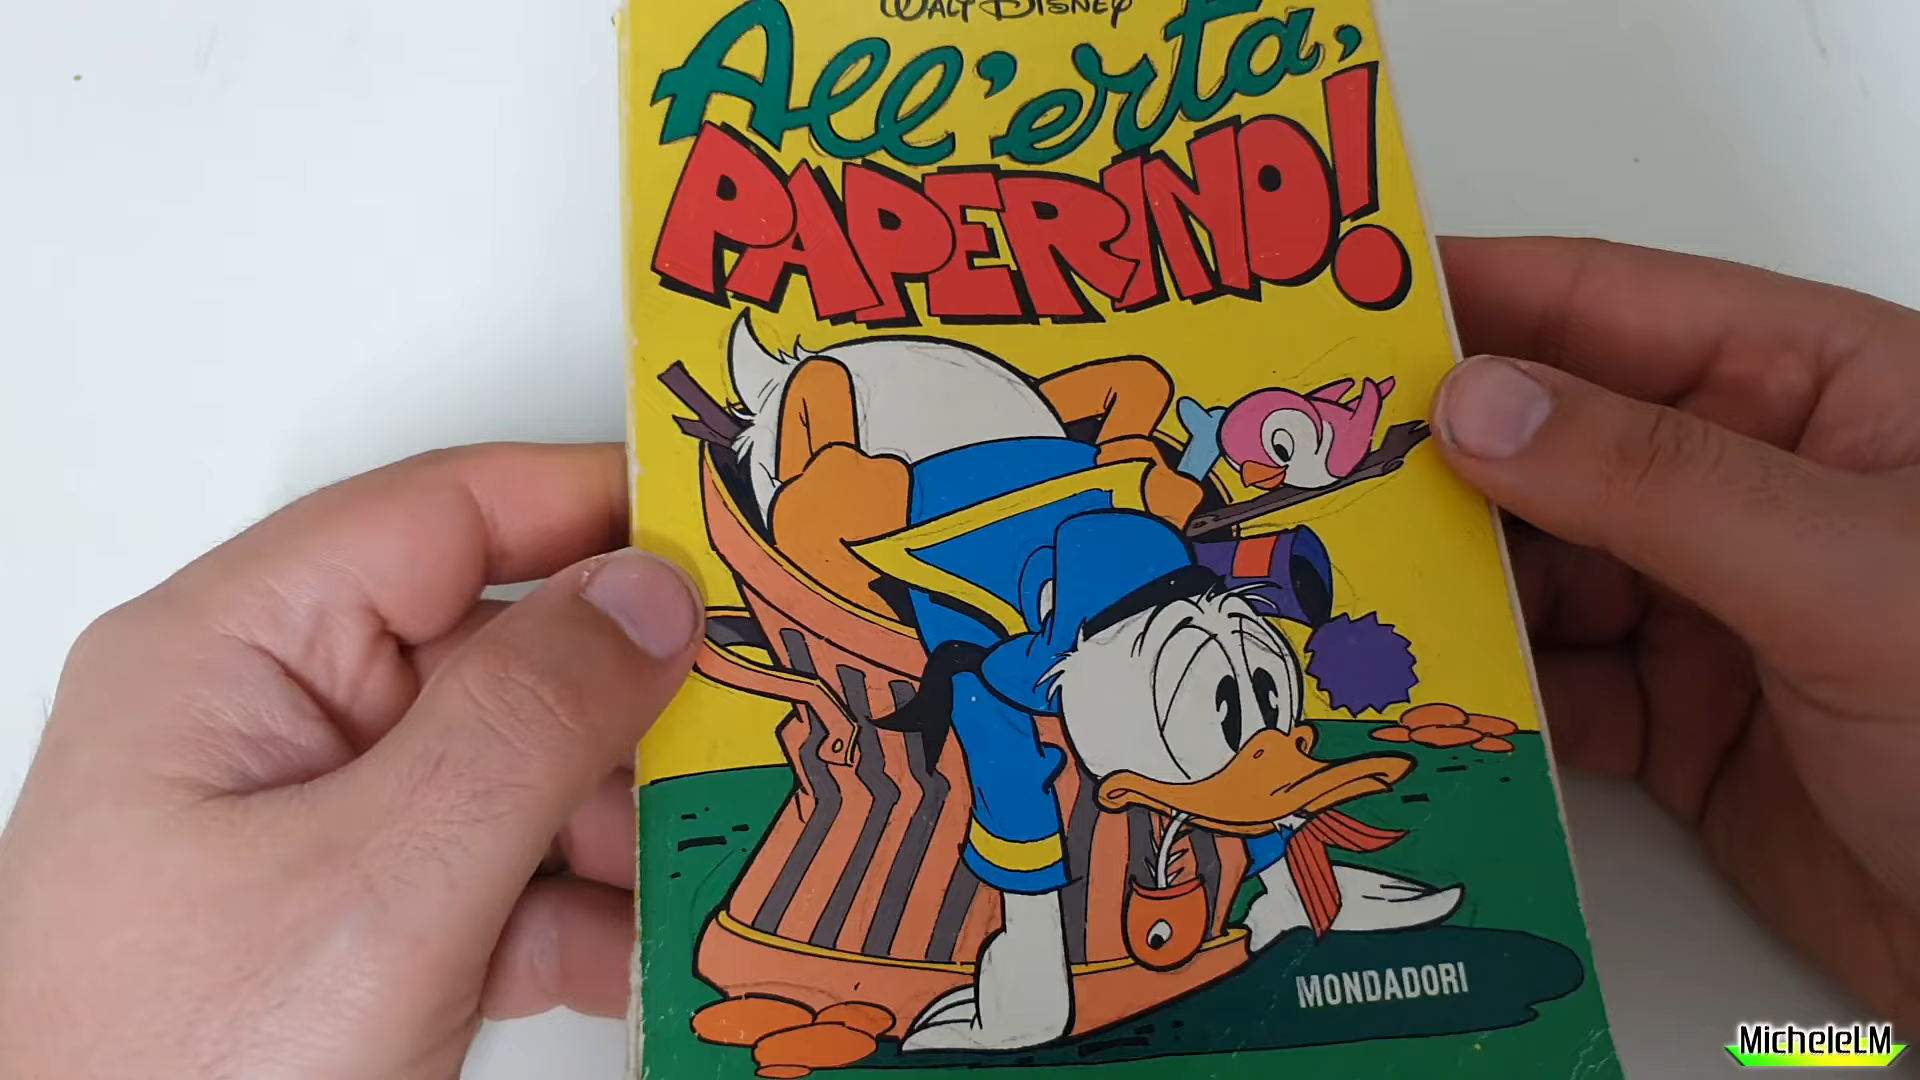 WALT DISNEY
All'erta,
PAPERINO!
MONDADORI
MicheleLM